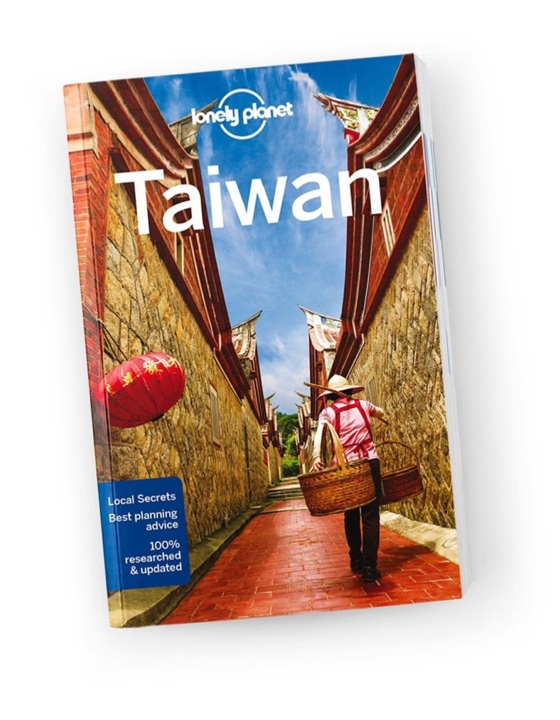 lonely planet
Taiwan
Local Secrets
Best planning
advice
100%
researched
& updated